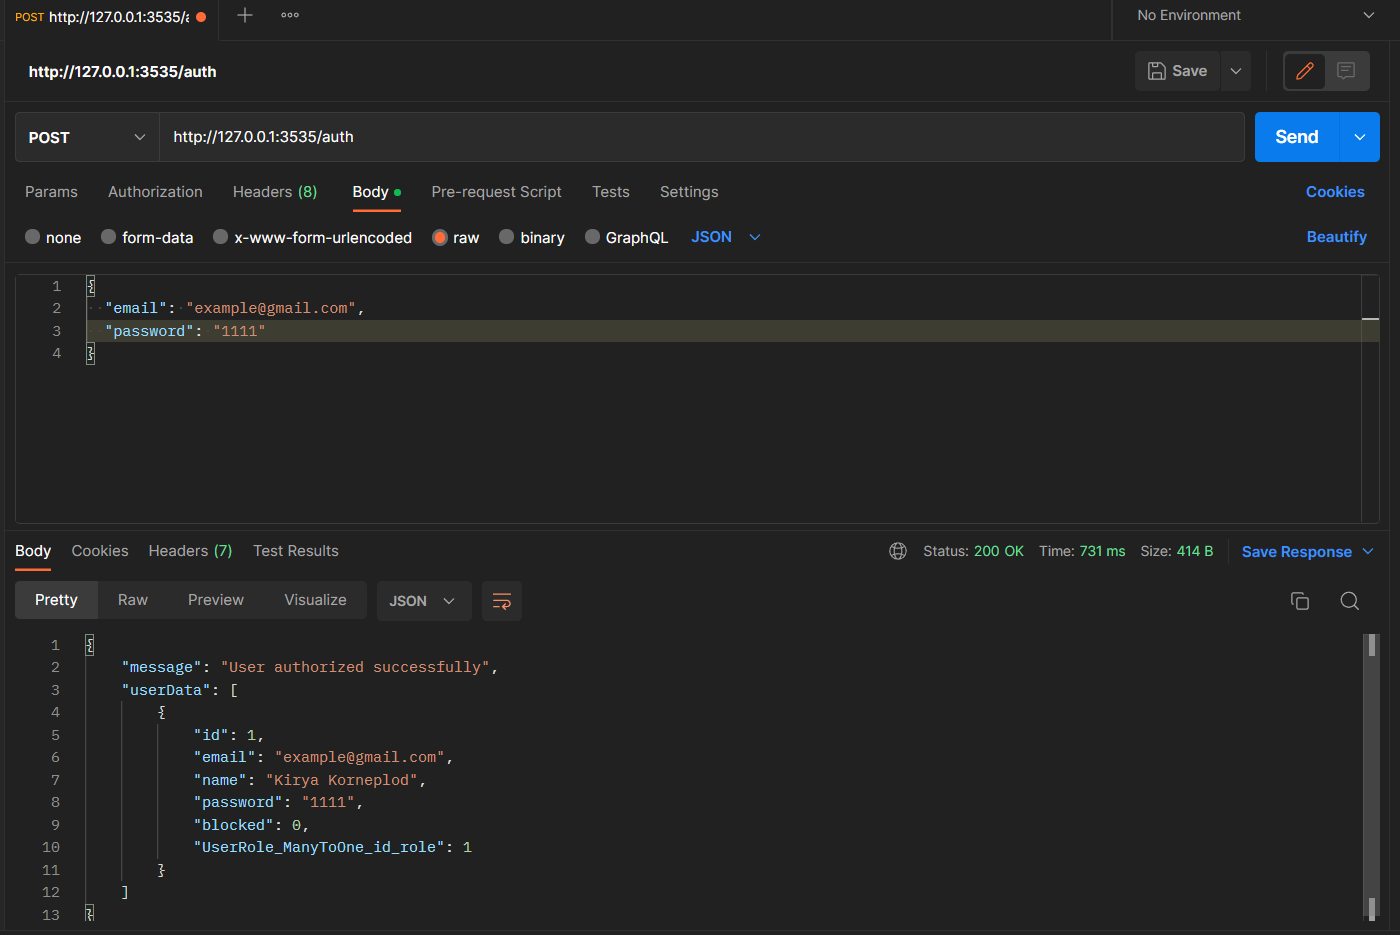 POST http://127.0.0.1:3535/a
No Environment
http://127.0.0.1:3535/auth
Save
POST http://127.0.0.1:3535/auth Send
Params Authorization Headers (8) Body Pre-request Script Tests Settings Cookies
none form-data x-www-form-urlencoded raw binary GraphQL JSON Beautify
1 {
2 "email": "example@gmail.com",
3 "password": "1111"
4 }
Body Cookies Headers (7) Test Results Status: 200 OK Time: 731 ms Size: 414 B Save Response
Pretty Raw Preview Visualize JSON
1 {
2 "message": "User authorized successfully",
3 "userData": [
4 {
5 "id": 1,
6 "email": "example@gmail.com",
7 "name": "Kirya Korneplod",
8 "password": "1111",
9 "blocked": 0,
10 "UserRole_ManyToOne_id_role": 1
11 }
12 ]
13 }